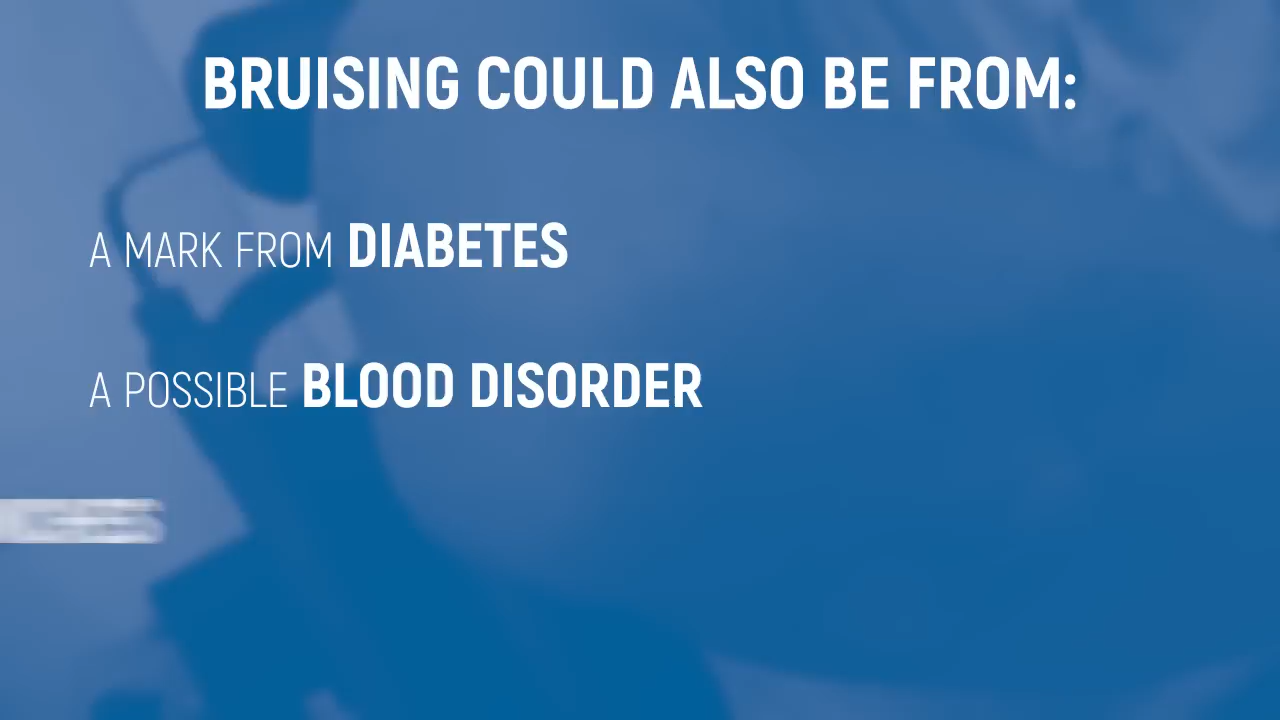 BRUISING COULD ALSO BE FROM:
A MARK FROM DIABETES
A POSSIBLE BLOOD DISORDER